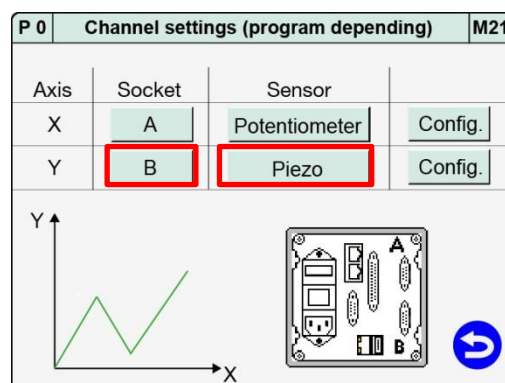 P 0 Channel settings (program depending) M21
Axis Socket Sensor
X A Potentiometer Config.
Y B Piezo Config.
Y
A
B
X